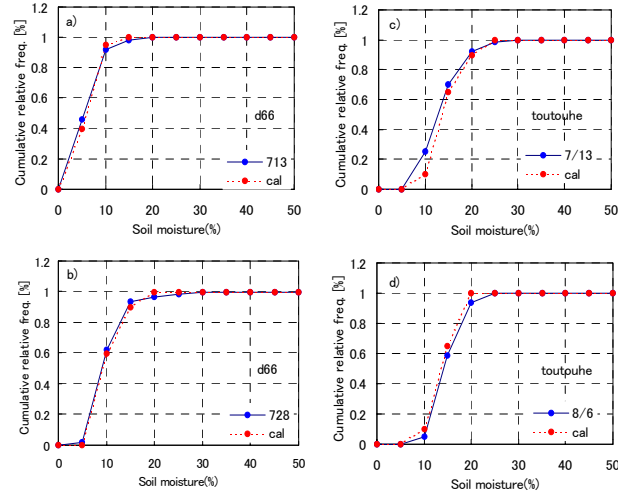 a)
Cumulative relative freq. [%]
1.2
1
0.8
0.6
0.4
0.2
0
d66
713
cal
0 10 20 30 40 50
Soil moisture(%)
c)
Cumulative relative freq. [%]
1.2
1
0.8
0.6
0.4
0.2
0
toutouhe
7/13
cal
0 10 20 30 40 50
Soil moisture(%)
b)
Cumulative relative freq. [%]
1.2
1
0.8
0.6
0.4
0.2
0
d66
728
cal
0 10 20 30 40 50
Soil moisture(%)
d)
Cumulative relative freq. [%]
1.2
1
0.8
0.6
0.4
0.2
0
toutouhe
8/6
cal
0 10 20 30 40 50
Soil moisture(%)